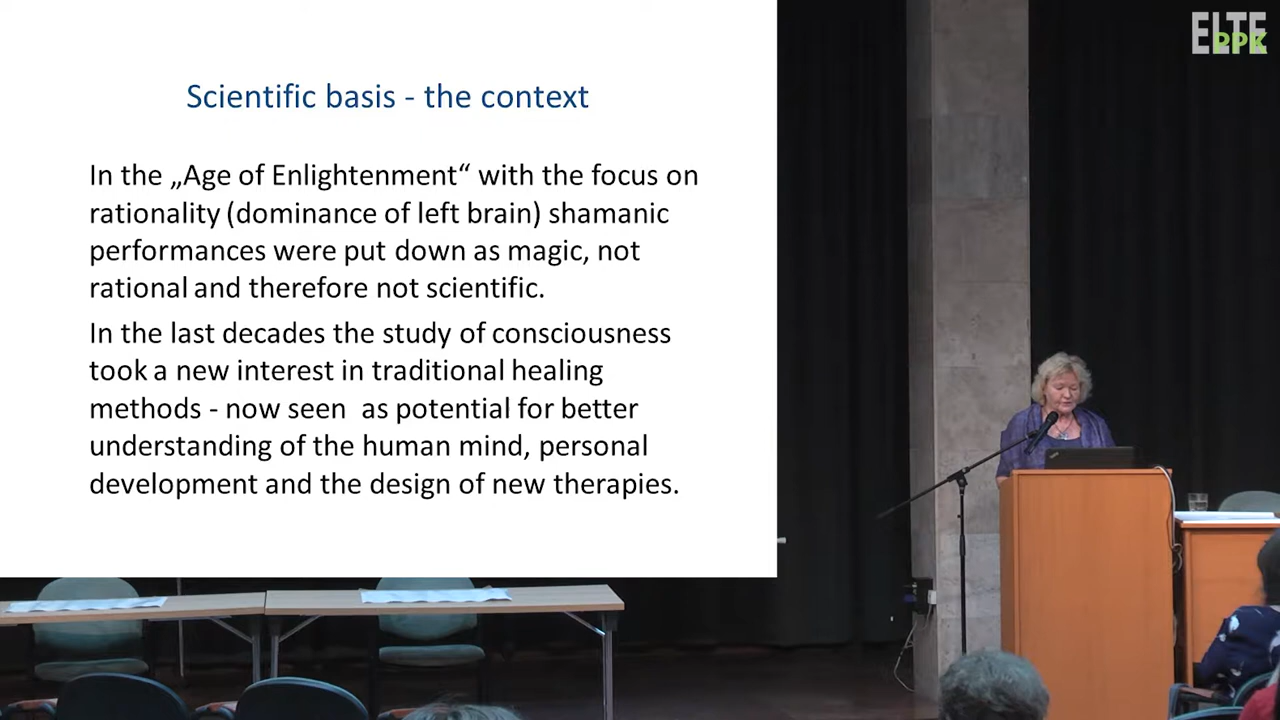 Scientific basis - the context
In the „Age of Enlightenment“ with the focus on
rationality (dominance of left brain) shamanic
performances were put down as magic, not
rational and therefore not scientific.
In the last decades the study of consciousness
took a new interest in traditional healing
methods - now seen  as potential for better
understanding of the human mind, personal
development and the design of new therapies.
ELTE
PPK